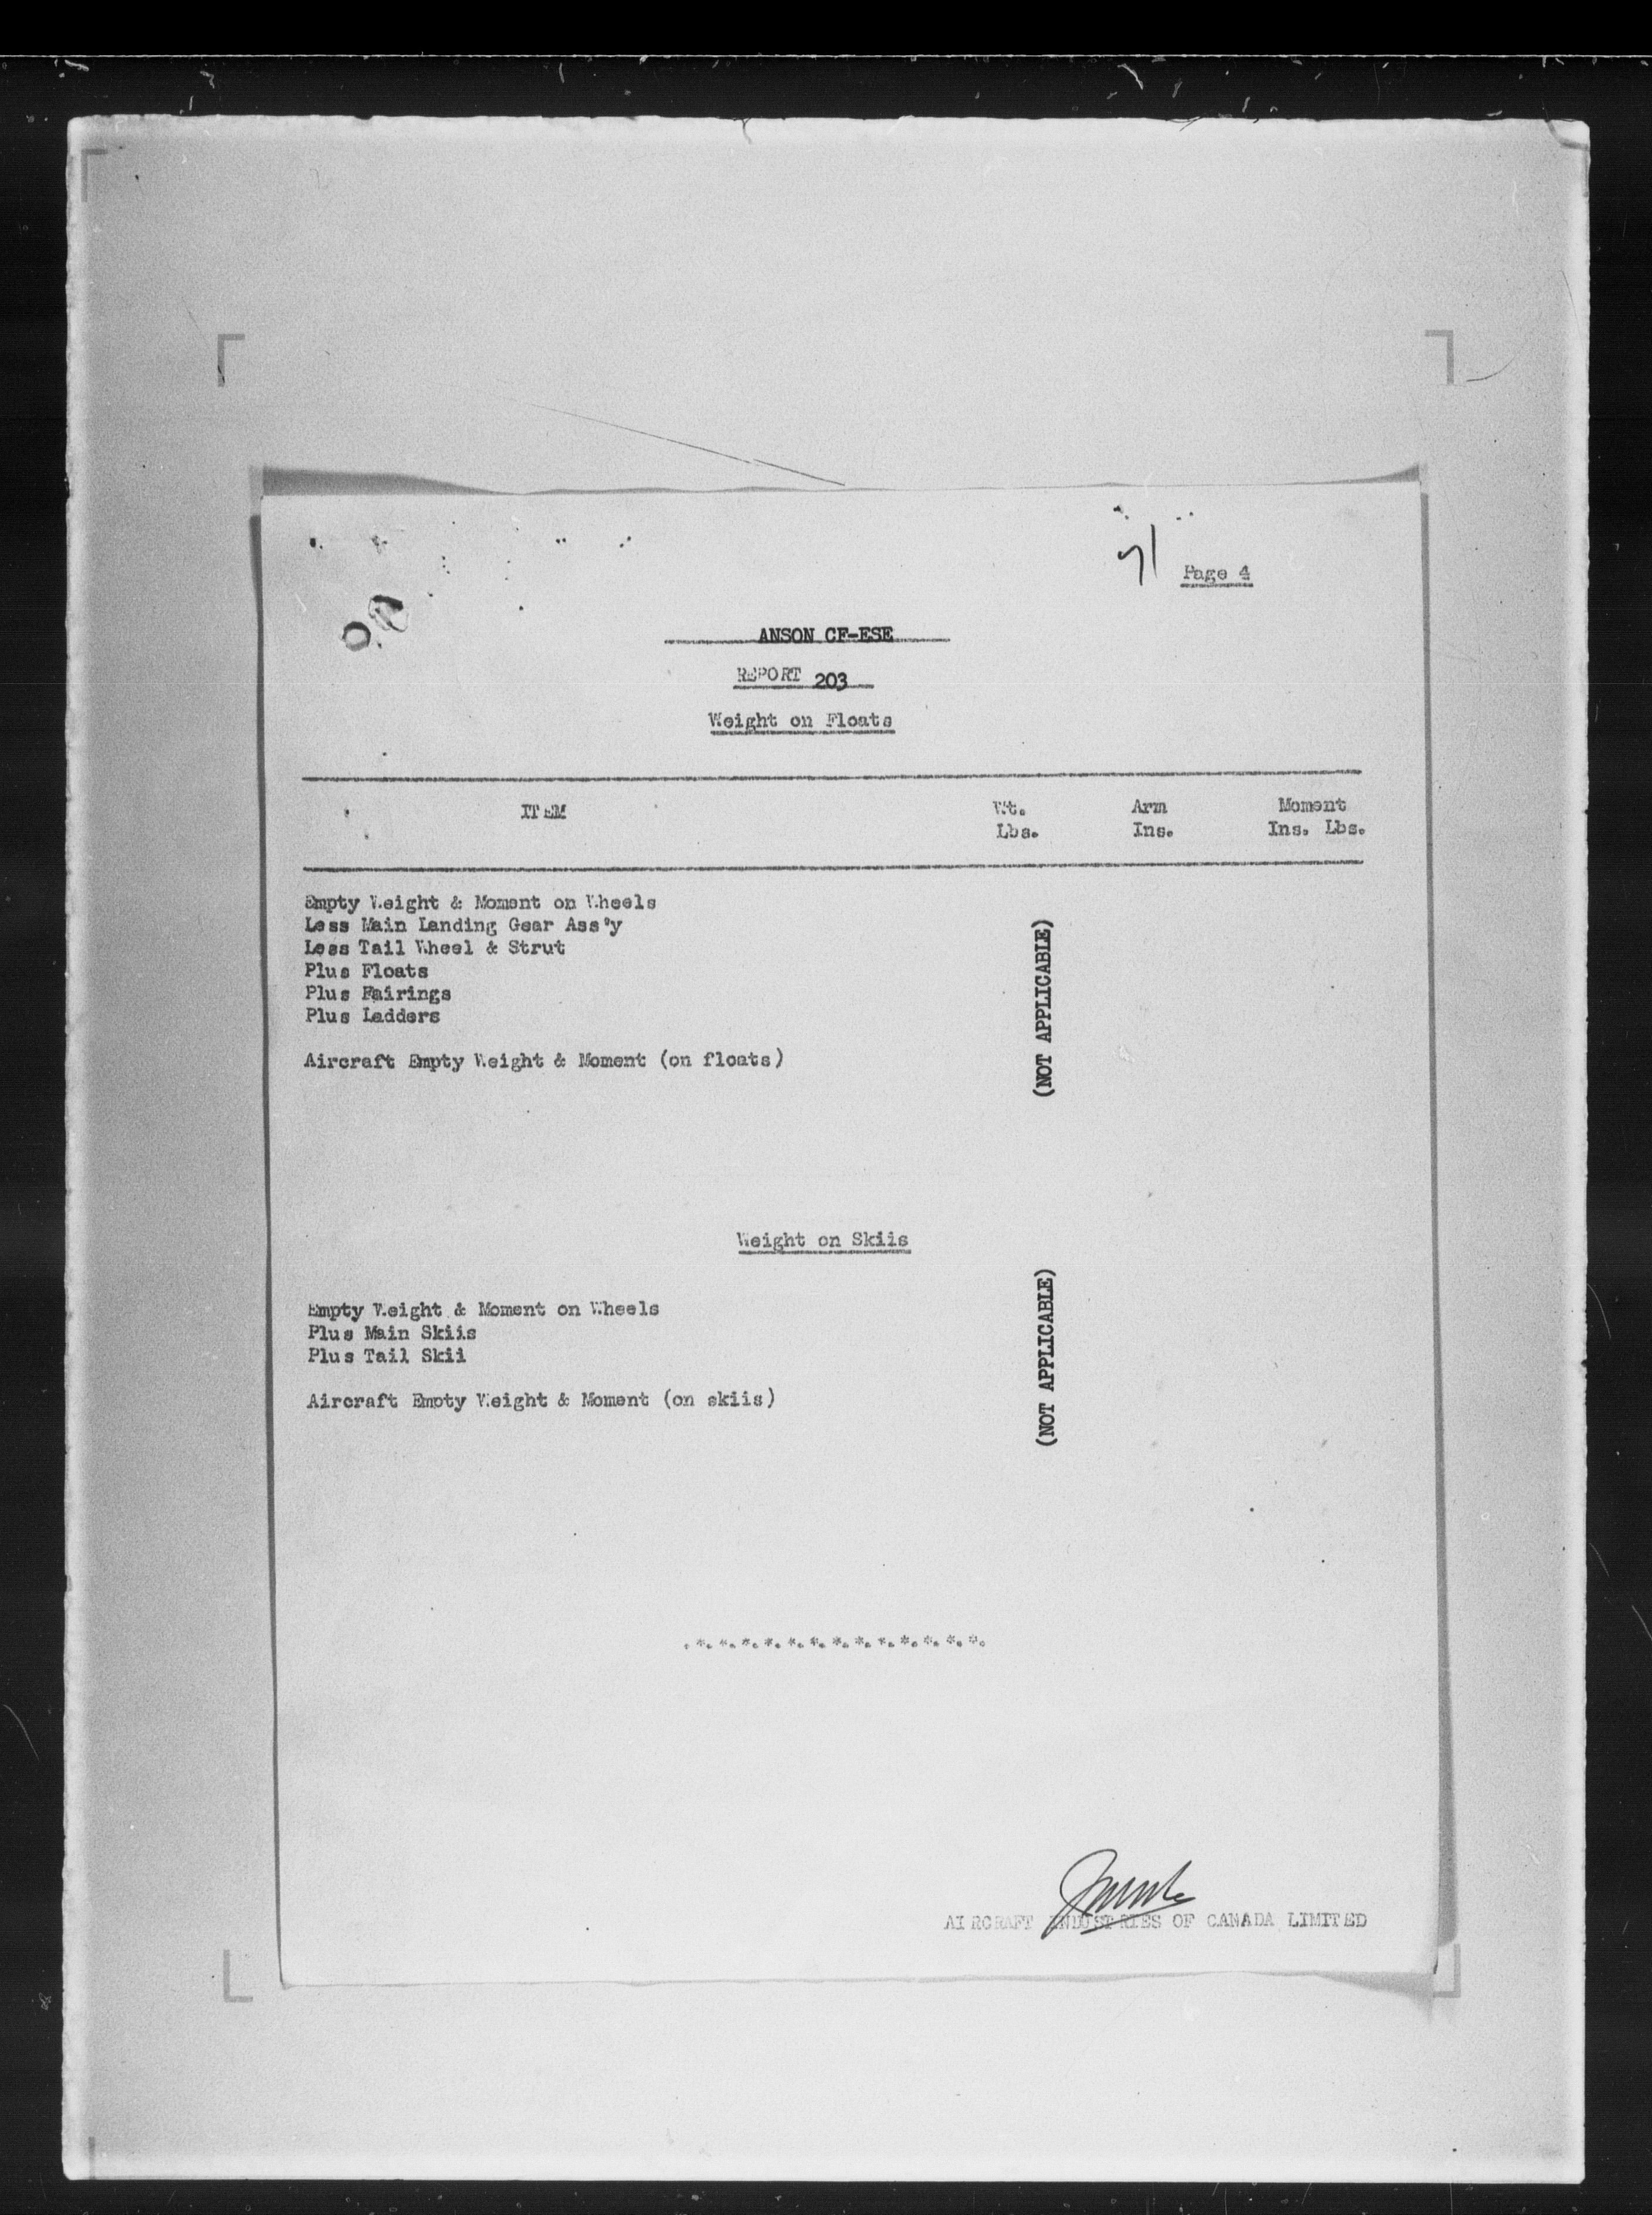 71
Page 4
ANSON CF-ESE
REPORT 203
Weight on Floats
ITEM Wt. Arm Moment
Lbs. Ins. Ins. Lbs.
Empty Weight & Moment on Wheels
Less Main Landing Gear Ass'y
Less Tail Wheel & Strut
Plus Floats
Plus Fairings
Plus Ladders
(NOT APPLICABLE)
Aircraft Empty Weight & Moment (on floats)
Weight on Skiis
Empty Weight & Moment on Wheels
Plus Main Skiis
Plus Tail Skii
(NOT APPLICABLE)
Aircraft Empty Weight & Moment (on skiis)
.*.*.*.*.*.*.*.*.*.*.*.*.*.
AIRCRAFT INDUSTRIES OF CANADA LIMITED